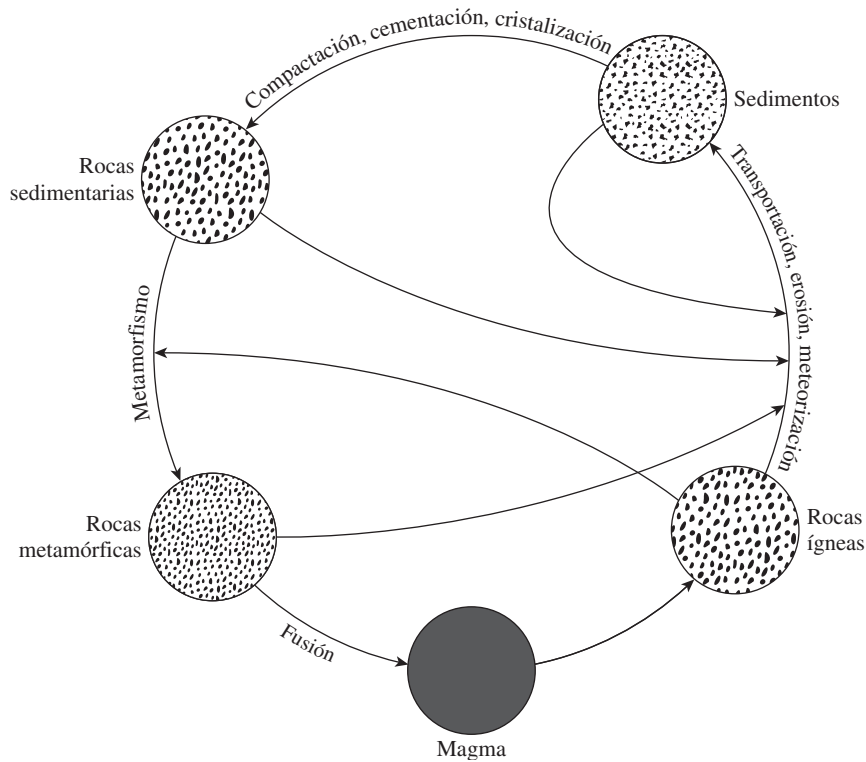 Compactación, cementación, cristalización
Sedimentos
Rocas
sedimentarias
Transportación, erosión, meteorización
Metamorfismo
Rocas
metamórficas
Rocas
ígneas
Fusión
Magma